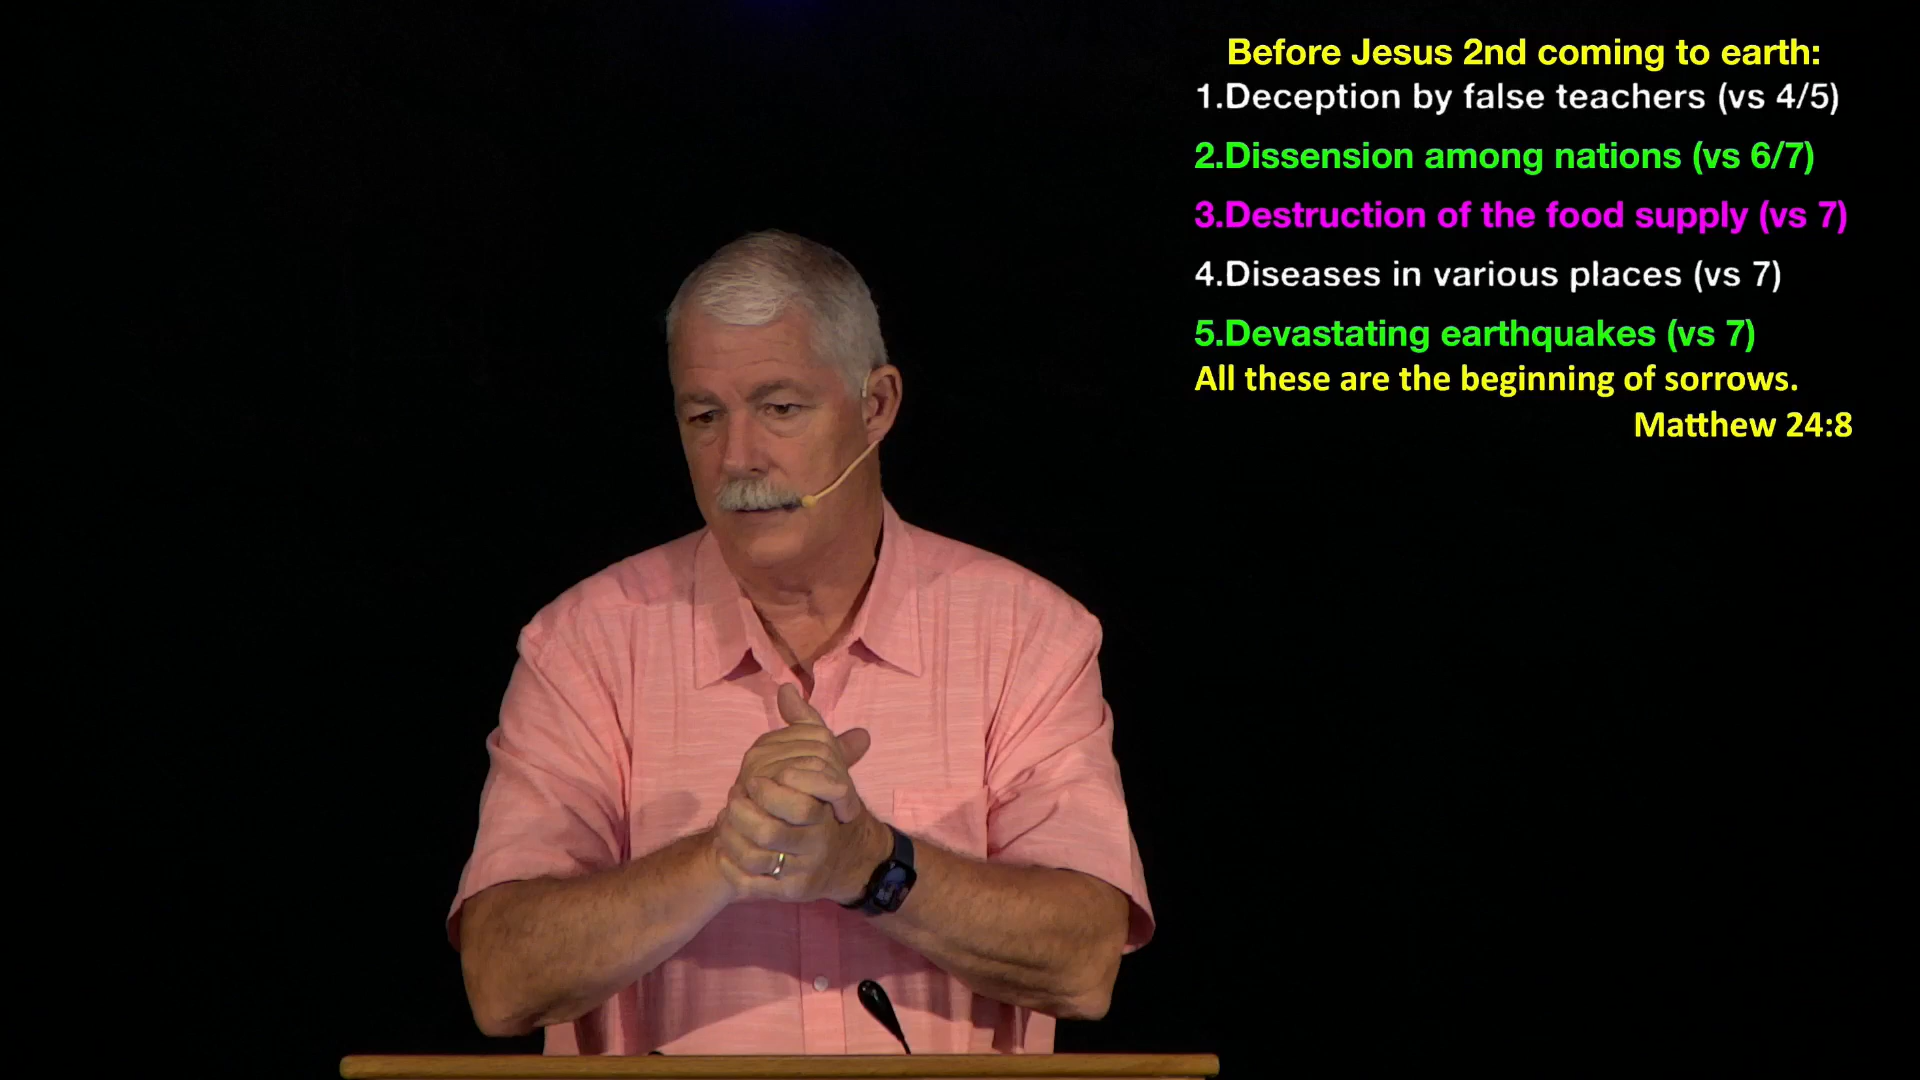 Before Jesus 2nd coming to earth:
1.Deception by false teachers (vs 4/5)
2.Dissension among nations (vs 6/7)
3.Destruction of the food supply (vs 7)
4.Diseases in various places (vs 7)
5.Devastating earthquakes (vs 7)
All these are the beginning of sorrows.
Matthew 24:8